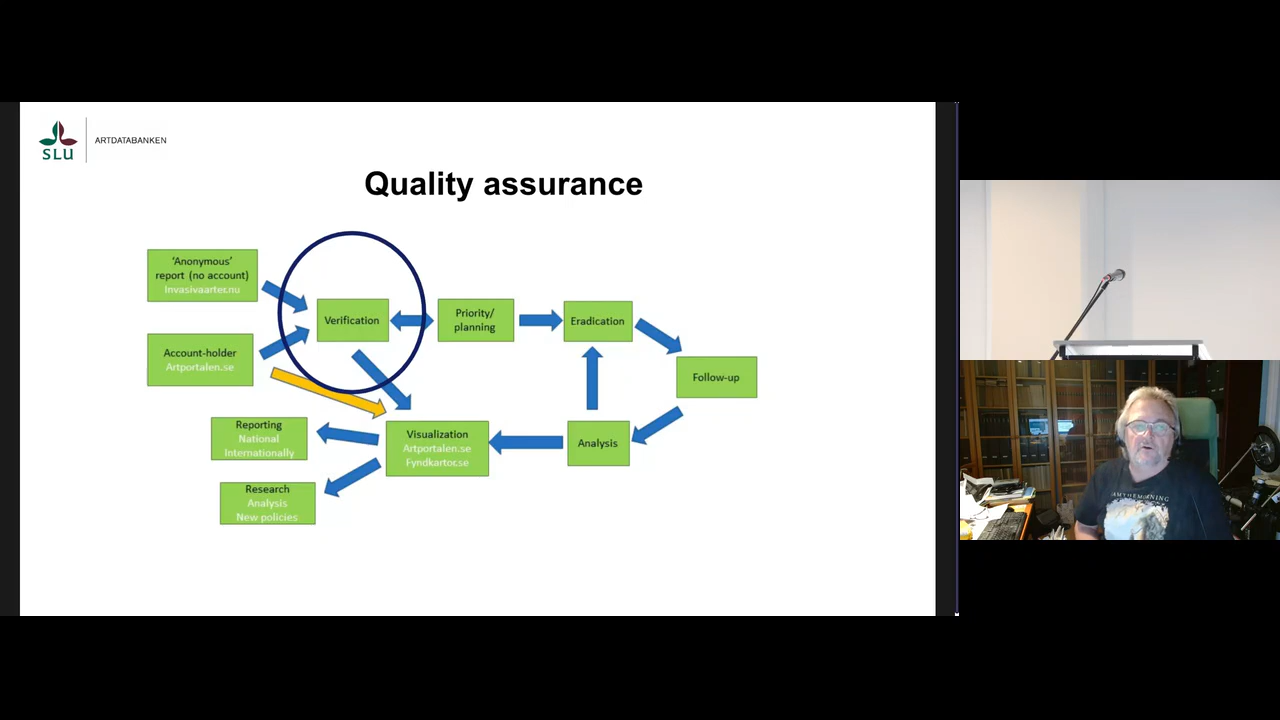 SLU
ARTDATABANKEN
Quality assurance
'Anonymous'
report (no account)
Invasivaarter.nu
Verification
Priority/
planning
Eradication
Account-holder
Artportalen.se
Follow-up
Reporting
National
Internationally
Visualization
Artportalen.se
Fyndkartor.se
Analysis
Research
Analysis
New policies